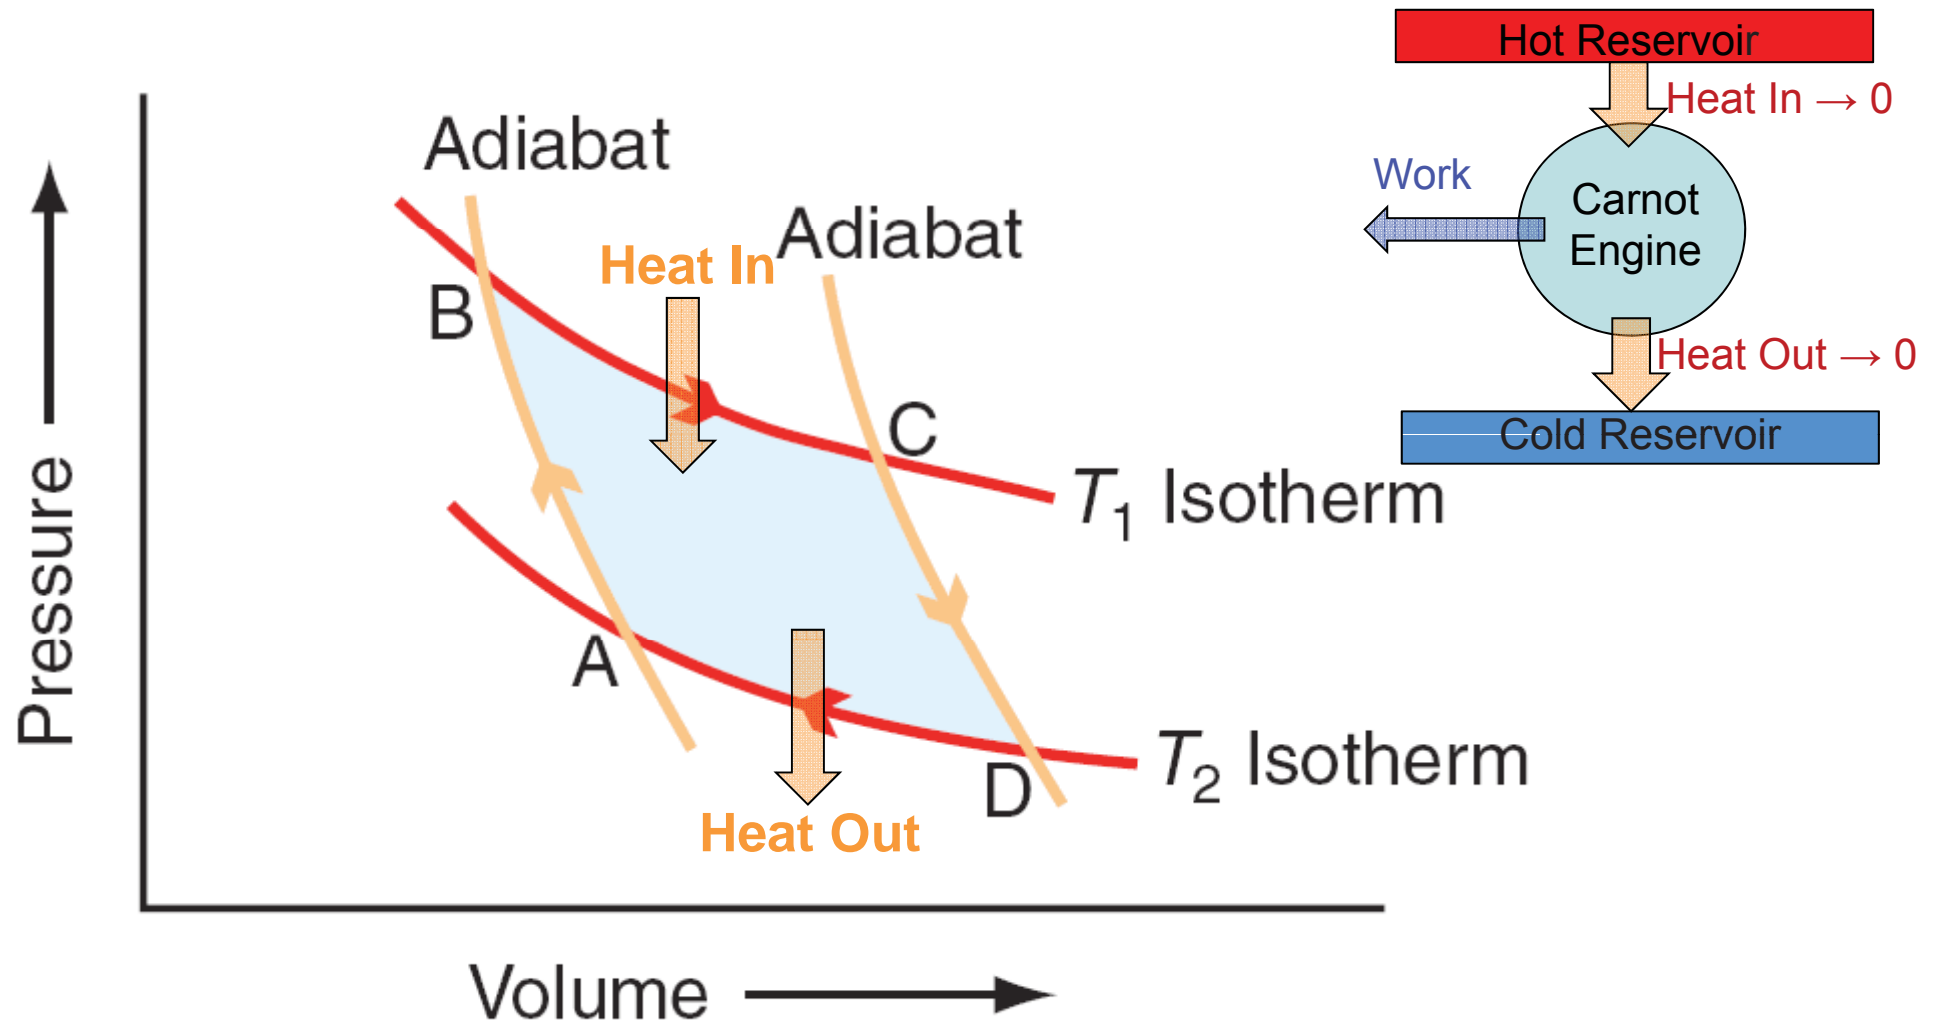 Hot Reservoir
Heat In → 0
Work
Carnot
Engine
Heat Out → 0
Cold Reservoir
Adiabat
Adiabat
Heat In
B
C
T1 Isotherm
A
D
T2 Isotherm
Heat Out
Pressure
Volume